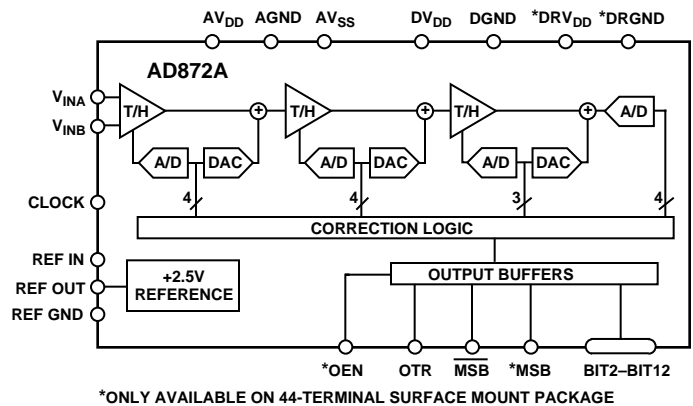 AVDD AGND AVSS DVDD DGND *DRVDD *DRGND
AD872A
VINA
VINB
T/H + T/H + T/H + A/D
A/D DAC A/D DAC A/D DAC
CLOCK
4 4 3 4
CORRECTION LOGIC
REF IN
REF OUT
REF GND
+2.5V
REFERENCE
OUTPUT BUFFERS
*OEN OTR M̅S̅B̅ *MSB BIT2–BIT12
*ONLY AVAILABLE ON 44-TERMINAL SURFACE MOUNT PACKAGE